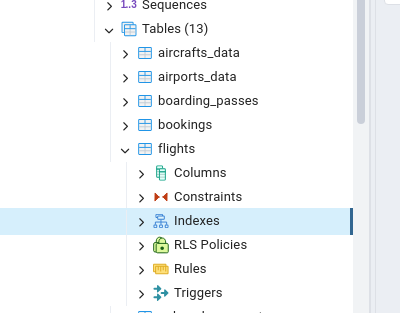 1.3 Sequences
Tables (13)
aircrafts_data
airports_data
boarding_passes
bookings
flights
Columns
Constraints
Indexes
RLS Policies
Rules
Triggers